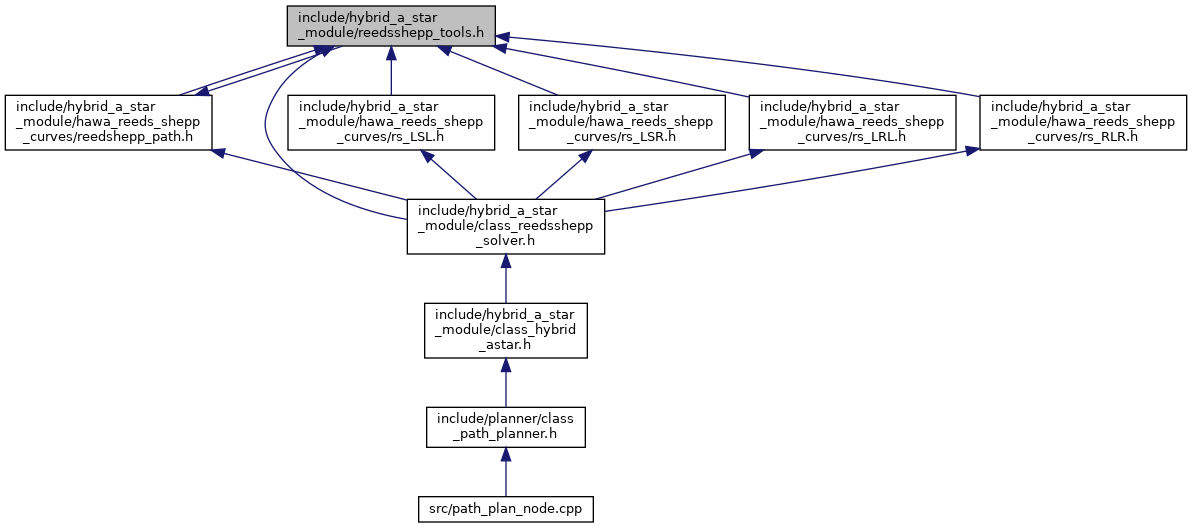 include/hybrid_a_star
_module/reedsshepp_tools.h
include/hybrid_a_star
_module/hawa_reeds_shepp
_curves/reedshepp_path.h
include/hybrid_a_star
_module/hawa_reeds_shepp
_curves/rs_LSL.h
include/hybrid_a_star
_module/hawa_reeds_shepp
_curves/rs_LSR.h
include/hybrid_a_star
_module/hawa_reeds_shepp
_curves/rs_LRL.h
include/hybrid_a_star
_module/hawa_reeds_shepp
_curves/rs_RLR.h
include/hybrid_a_star
_module/class_reedsshepp
_solver.h
include/hybrid_a_star
_module/class_hybrid
_astar.h
include/planner/class
_path_planner.h
src/path_plan_node.cpp